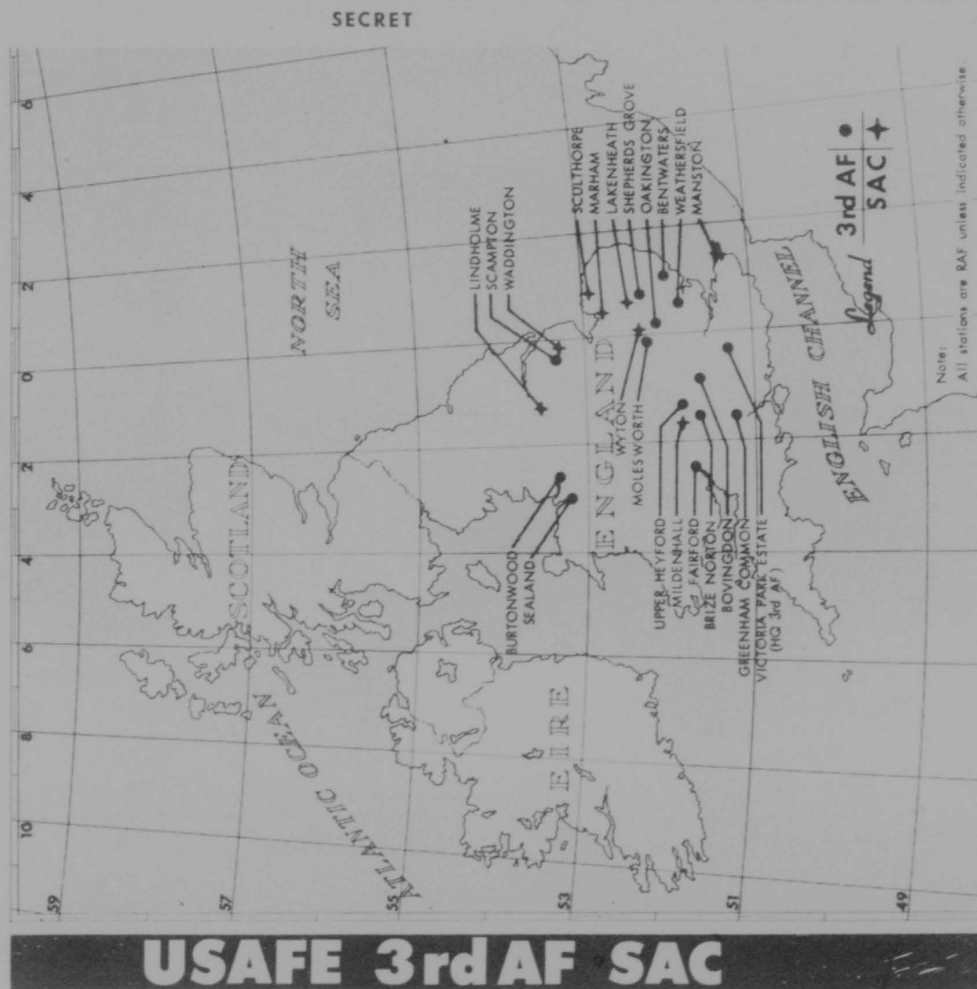 SECRET
6
4
2
0
2
4
6
8
10
59
57
55
53
51
49
NORTH
SEA
SCOTLAND
ATLANTIC OCEAN
EIRE
ENGLAND
ENGLISH CHANNEL
LINDHOLME
SCAMPTON
WADDINGTON
SCULTHORPE
MARHAM
LAKENHEATH
SHEPHERDS GROVE
OAKINGTON
BENTWATERS
WEATHERSFIELD
MANSTON
WYTON
MOLESWORTH
BURTONWOOD
SEALAND
UPPER HEYFORD
MILDENHALL
FAIRFORD
BRIZE NORTON
BOVINGDON
GREENHAM COMMON
VICTORIA PARK ESTATE
(HQ 3rd AF)
Legend
3rd AF
SAC
Note:
All stations are RAF unless indicated otherwise.
USAFE 3rd AF SAC